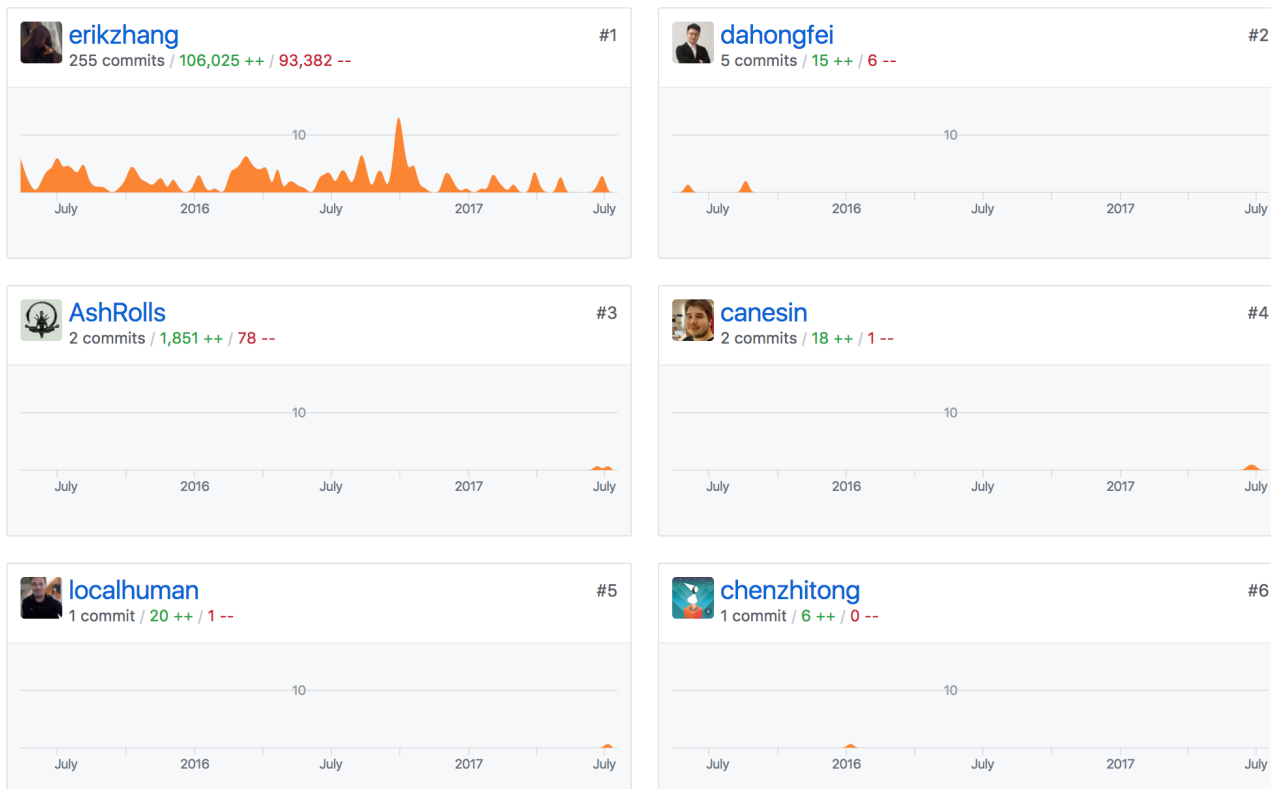 erikzhang #1
255 commits / 106,025 ++ / 93,382 --
10
July 2016 July 2017 July
dahongfei #2
5 commits / 15 ++ / 6 --
10
July 2016 July 2017 July
AshRolls #3
2 commits / 1,851 ++ / 78 --
10
July 2016 July 2017 July
canesin #4
2 commits / 18 ++ / 1 --
10
July 2016 July 2017 July
localhuman #5
1 commit / 20 ++ / 1 --
10
July 2016 July 2017 July
chenzhitong #6
1 commit / 6 ++ / 0 --
10
July 2016 July 2017 July